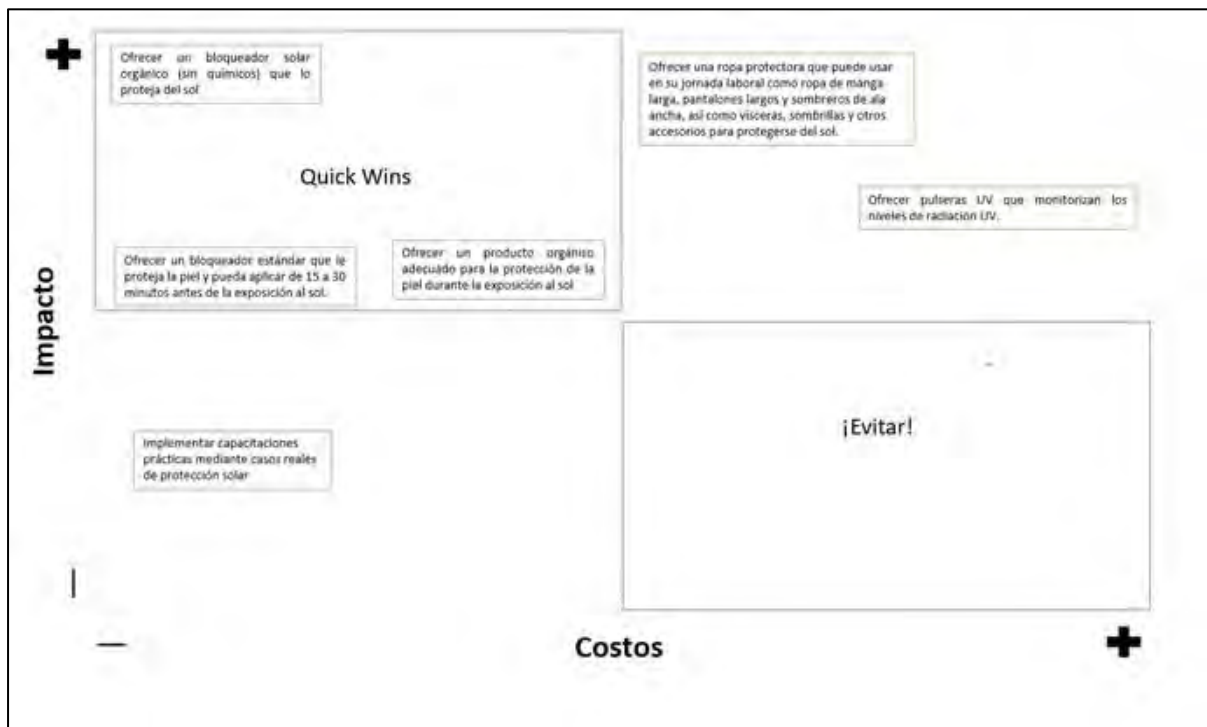 Ofrecer un bloqueador solar
orgánico (sin químicos) que lo
proteja del sol
Ofrecer una ropa protectora que puede usar
en su jornada laboral como ropa de manga
larga, pantalones largos y sombreros de ala
ancha, así como visceras, sombrillas y otros
accesorios para protegerse del sol.
Quick Wins
Ofrecer pulseras UV que monitorizan los
niveles de radiación UV.
Ofrecer un bloqueador estándar que le
proteja la piel y pueda aplicar de 15 a 30
minutos antes de la exposición al sol.
Ofrecer un producto orgánico
adecuado para la protección de la
piel durante la exposición al sol
Impacto
¡Evitar!
Implementar capacitaciones
prácticas mediante casos reales
de protección solar
Costos